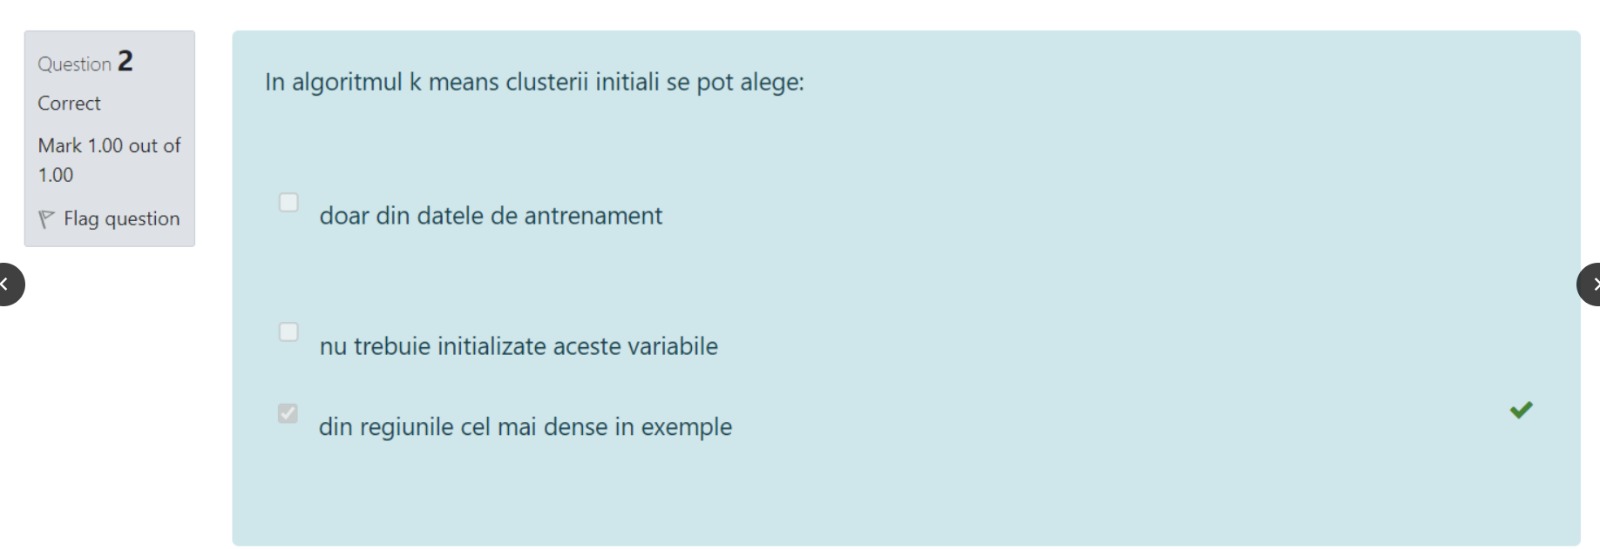 Question 2
Correct
Mark 1.00 out of
1.00
Flag question
In algoritmul k means clusterii initiali se pot alege:
doar din datele de antrenament
nu trebuie initializate aceste variabile
din regiunile cel mai dense in exemple